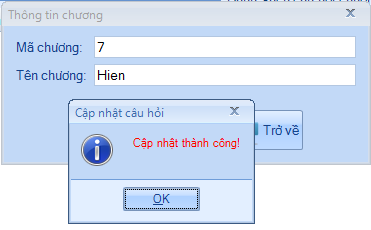 Thông tin chương
Mã chương: 7
Tên chương: Hien
Cập nhật câu hỏi
Cập nhật thành công!
Trở về
OK